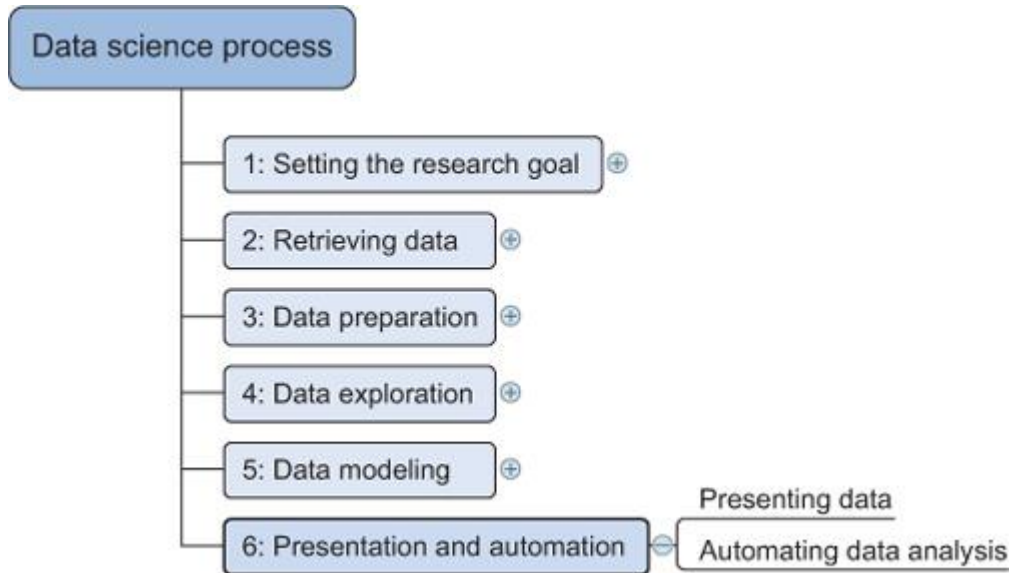 Data science process
1: Setting the research goal
2: Retrieving data
3: Data preparation
4: Data exploration
5: Data modeling
6: Presentation and automation
Presenting data
Automating data analysis